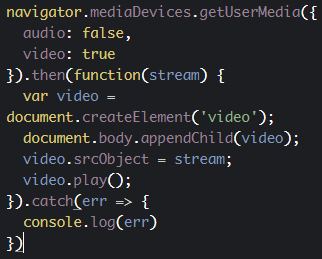 navigator.mediaDevices.getUserMedia({
  audio: false,
  video: true
}).then(function(stream) {
  var video =
document.createElement('video');
  document.body.appendChild(video);
  video.srcObject = stream;
  video.play();
}).catch(err => {
  console.log(err)
})